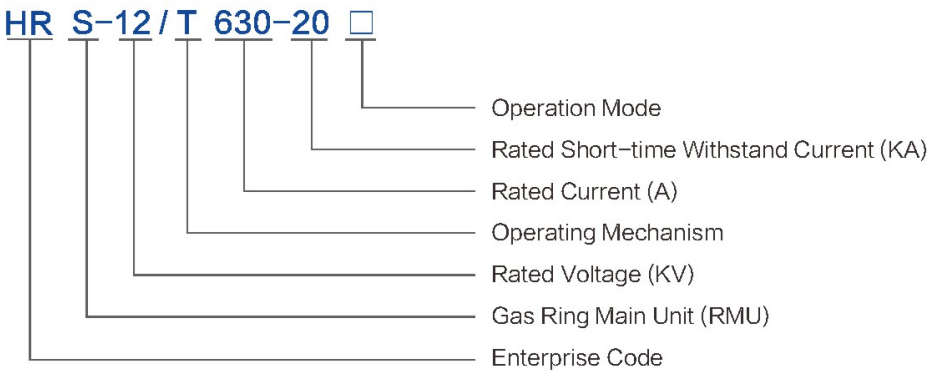 HR S-12/T 630-20 □
Operation Mode
Rated Short-time Withstand Current (KA)
Rated Current (A)
Operating Mechanism
Rated Voltage (KV)
Gas Ring Main Unit (RMU)
Enterprise Code